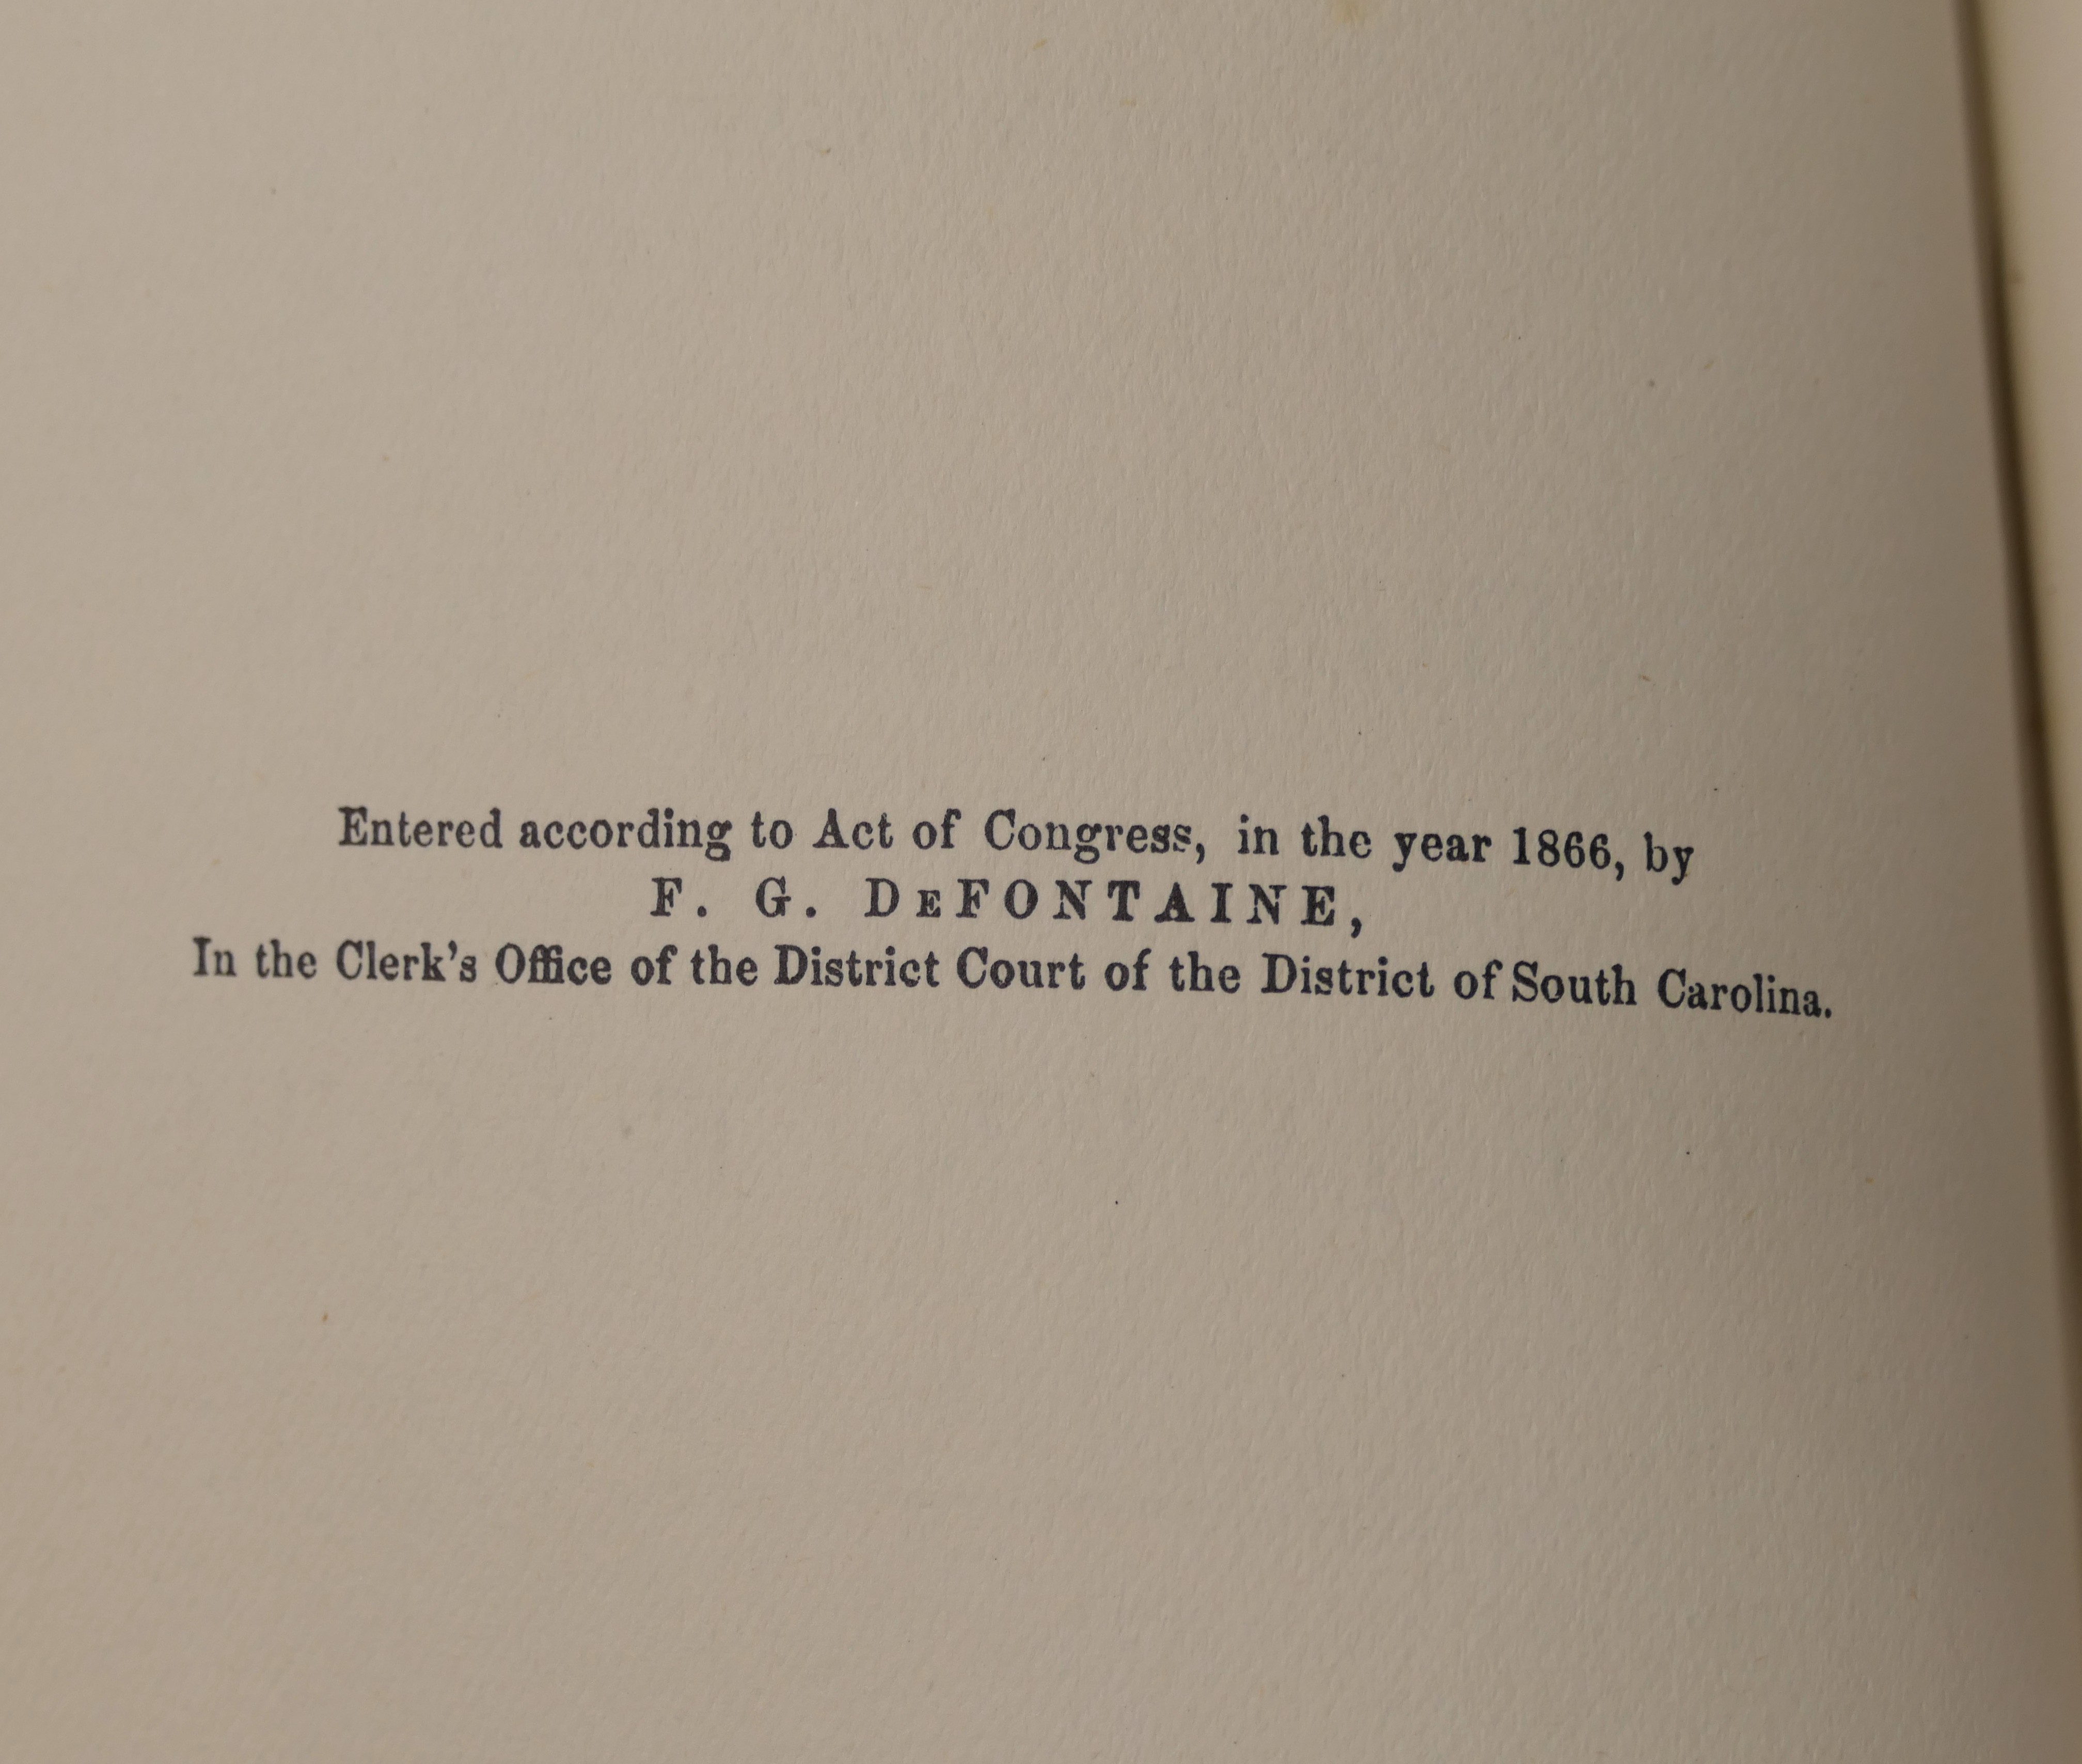 Entered according to Act of Congress, in the year 1866, by
F. G. DEFONTAINE,
In the Clerk's Office of the District Court of the District of South Carolina.